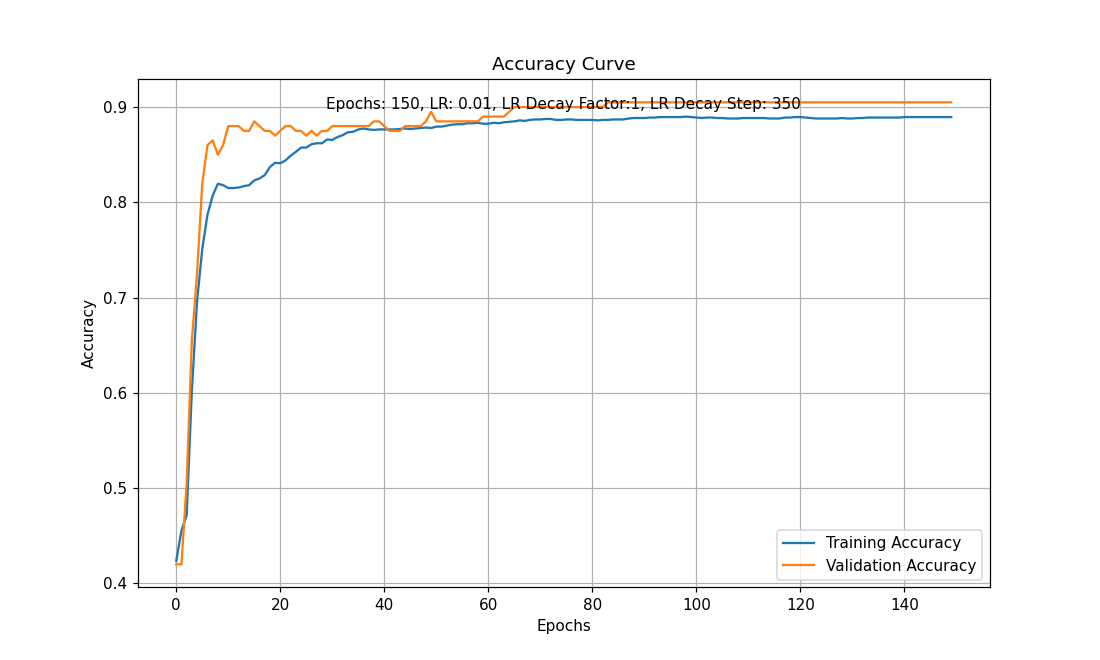 Accuracy Curve
Epochs: 150, LR: 0.01, LR Decay Factor:1, LR Decay Step: 350
0.9
0.8
0.7
0.6
0.5
0.4
Accuracy
0 20 40 60 80 100 120 140
Epochs
Training Accuracy
Validation Accuracy